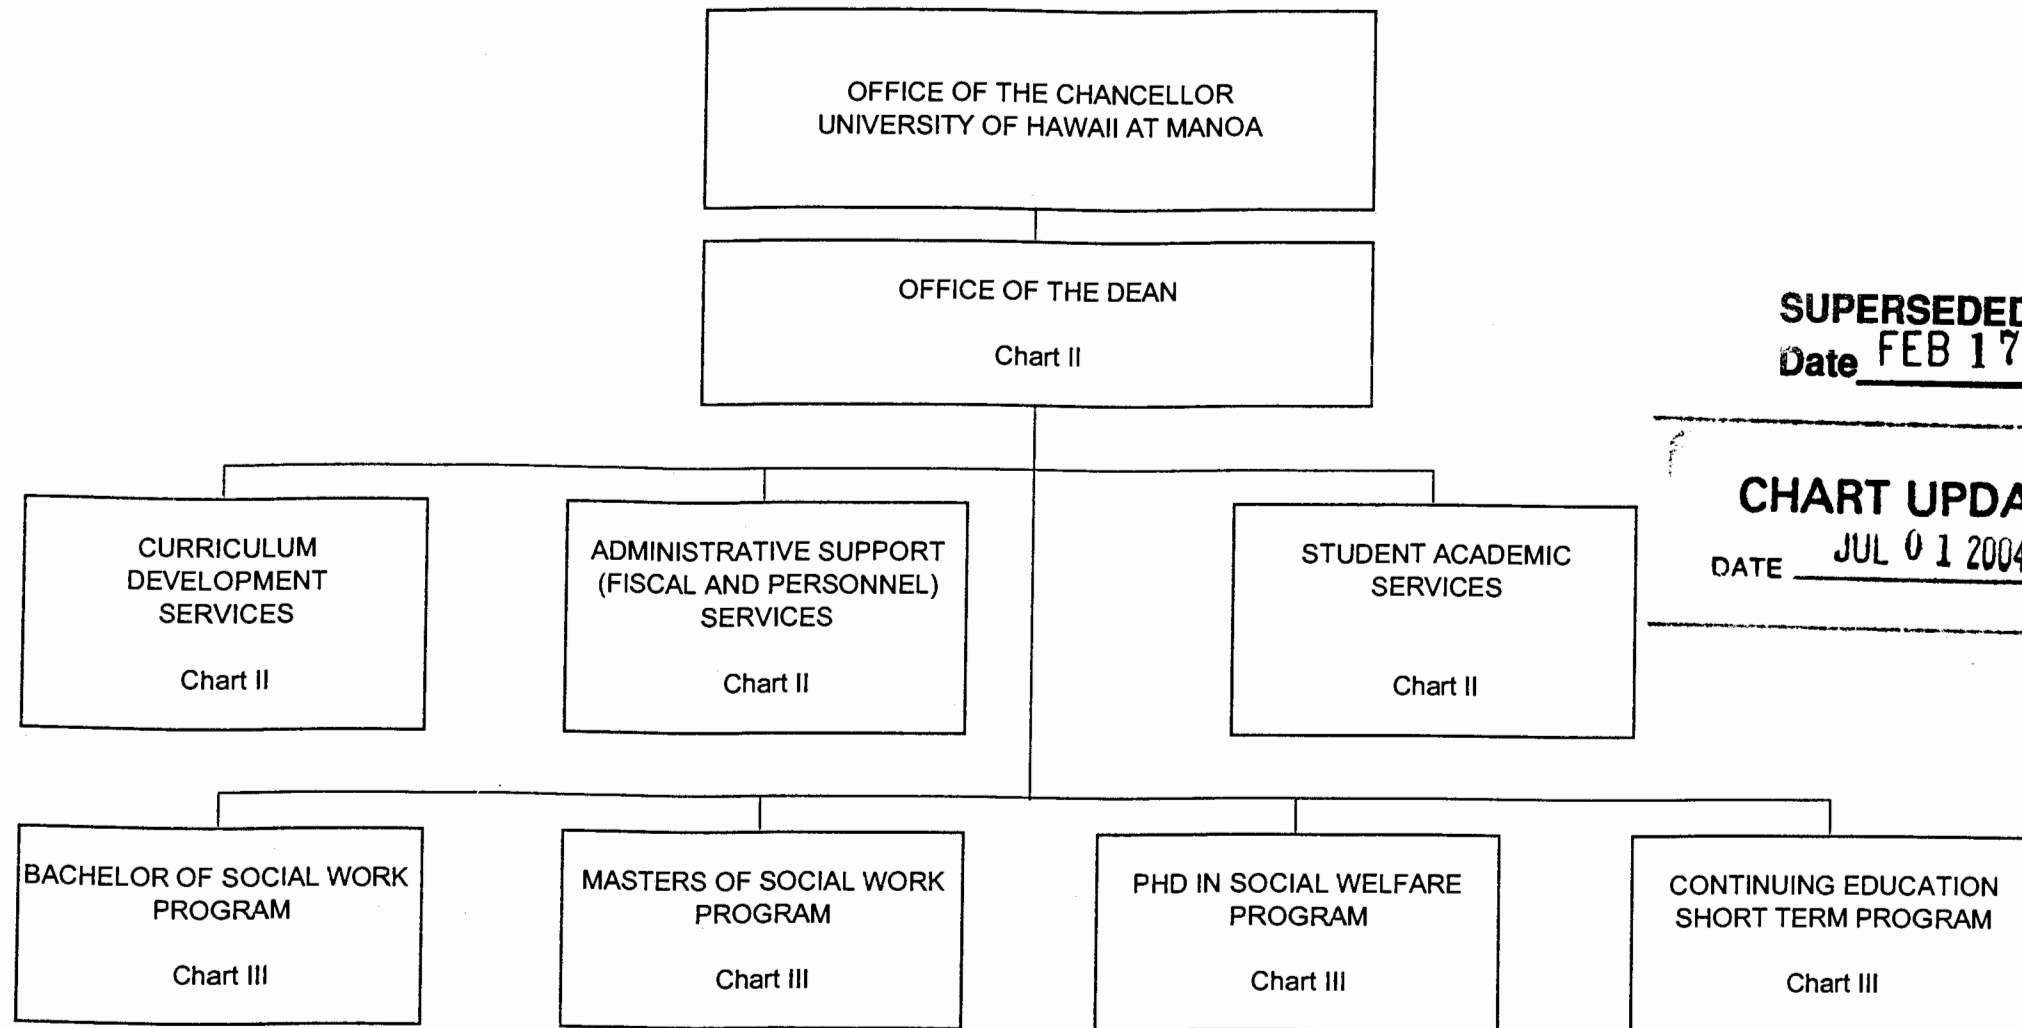 OFFICE OF THE CHANCELLOR
UNIVERSITY OF HAWAII AT MANOA
OFFICE OF THE DEAN
Chart II
SUPERSEDED
Date FEB 17
CHART UPDA
DATE JUL 01 2004
CURRICULUM
DEVELOPMENT
SERVICES
Chart II
ADMINISTRATIVE SUPPORT
(FISCAL AND PERSONNEL)
SERVICES
Chart II
STUDENT ACADEMIC
SERVICES
Chart II
BACHELOR OF SOCIAL WORK
PROGRAM
Chart III
MASTERS OF SOCIAL WORK
PROGRAM
Chart III
PHD IN SOCIAL WELFARE
PROGRAM
Chart III
CONTINUING EDUCATION
SHORT TERM PROGRAM
Chart III